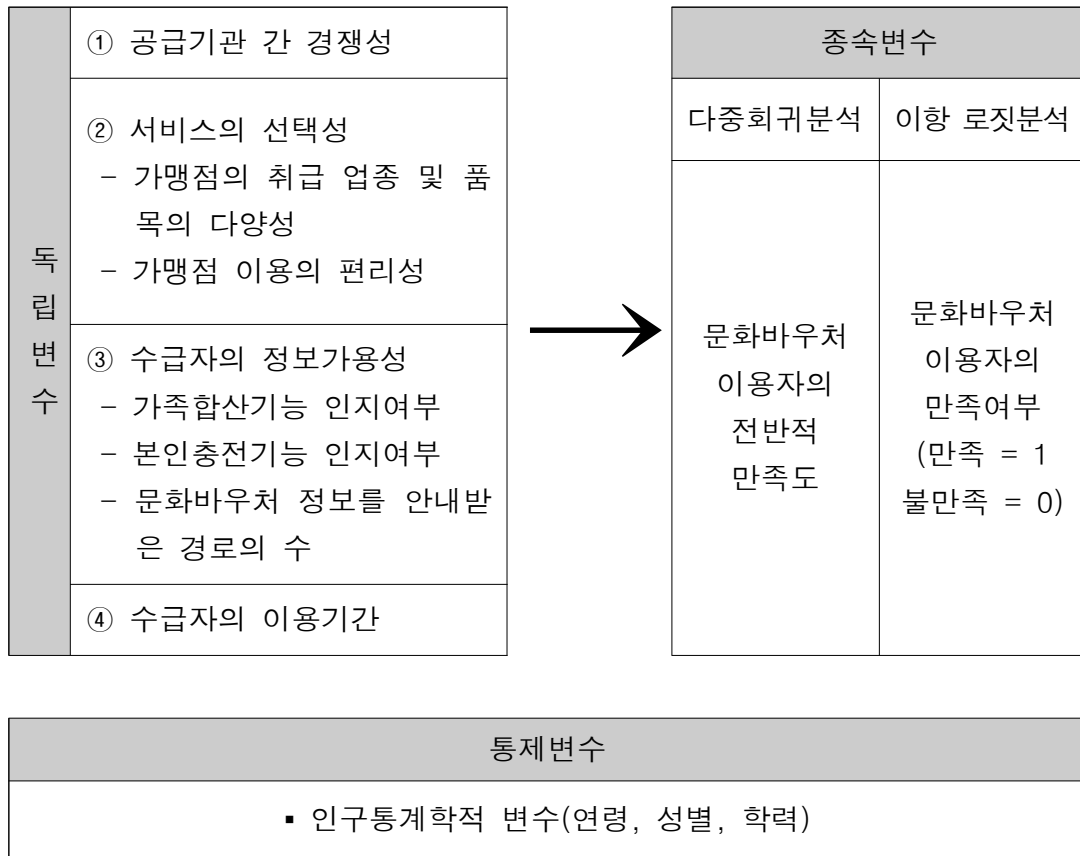 독
립
변
수
① 공급기관 간 경쟁성
② 서비스의 선택성
- 가맹점의 취급 업종 및 품
목의 다양성
- 가맹점 이용의 편리성
③ 수급자의 정보가용성
- 가족합산기능 인지여부
- 본인충전기능 인지여부
- 문화바우처 정보를 안내받
은 경로의 수
④ 수급자의 이용기간
종속변수
다중회귀분석
이항 로짓분석
문화바우처
이용자의
전반적
만족도
문화바우처
이용자의
만족여부
(만족 = 1
불만족 = 0)
통제변수
▪ 인구통계학적 변수(연령, 성별, 학력)